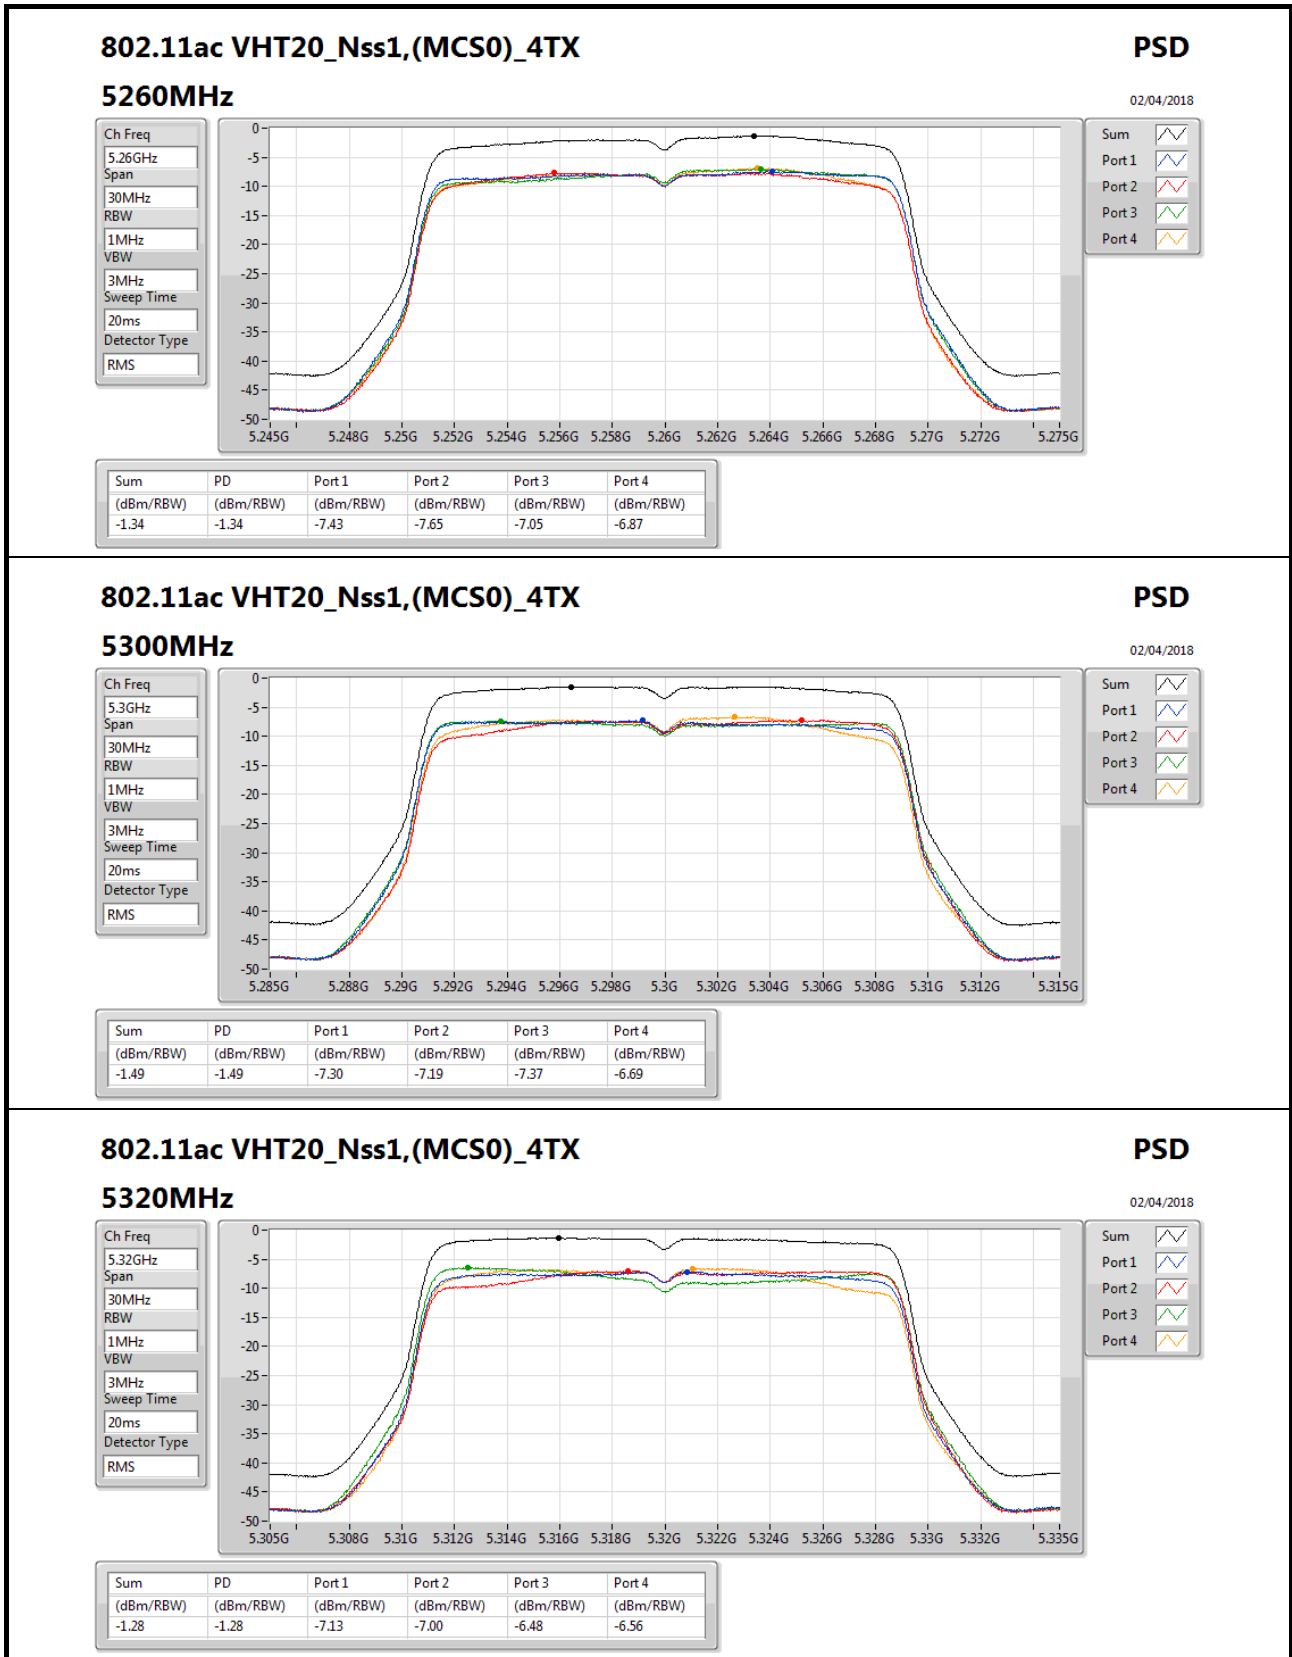 802.11ac VHT20_Nss1,(MCS0)_4TX PSD
5260MHz 02/04/2018
Ch Freq
5.26GHz
Span
30MHz
RBW
1MHz
VBW
3MHz
Sweep Time
20ms
Detector Type
RMS
0
-5
-10
-15
-20
-25
-30
-35
-40
-45
-50
5.245G 5.248G 5.25G 5.252G 5.254G 5.256G 5.258G 5.26G 5.262G 5.264G 5.266G 5.268G 5.27G 5.272G 5.275G
Sum
Port 1
Port 2
Port 3
Port 4
Sum PD Port 1 Port 2 Port 3 Port 4
(dBm/RBW) (dBm/RBW) (dBm/RBW) (dBm/RBW) (dBm/RBW) (dBm/RBW)
-1.34 -1.34 -7.43 -7.65 -7.05 -6.87
802.11ac VHT20_Nss1,(MCS0)_4TX PSD
5300MHz 02/04/2018
Ch Freq
5.3GHz
Span
30MHz
RBW
1MHz
VBW
3MHz
Sweep Time
20ms
Detector Type
RMS
0
-5
-10
-15
-20
-25
-30
-35
-40
-45
-50
5.285G 5.288G 5.29G 5.292G 5.294G 5.296G 5.298G 5.3G 5.302G 5.304G 5.306G 5.308G 5.31G 5.312G 5.315G
Sum
Port 1
Port 2
Port 3
Port 4
Sum PD Port 1 Port 2 Port 3 Port 4
(dBm/RBW) (dBm/RBW) (dBm/RBW) (dBm/RBW) (dBm/RBW) (dBm/RBW)
-1.49 -1.49 -7.30 -7.19 -7.37 -6.69
802.11ac VHT20_Nss1,(MCS0)_4TX PSD
5320MHz 02/04/2018
Ch Freq
5.32GHz
Span
30MHz
RBW
1MHz
VBW
3MHz
Sweep Time
20ms
Detector Type
RMS
0
-5
-10
-15
-20
-25
-30
-35
-40
-45
-50
5.305G 5.308G 5.31G 5.312G 5.314G 5.316G 5.318G 5.32G 5.322G 5.324G 5.326G 5.328G 5.33G 5.332G 5.335G
Sum
Port 1
Port 2
Port 3
Port 4
Sum PD Port 1 Port 2 Port 3 Port 4
(dBm/RBW) (dBm/RBW) (dBm/RBW) (dBm/RBW) (dBm/RBW) (dBm/RBW)
-1.28 -1.28 -7.13 -7.00 -6.48 -6.56